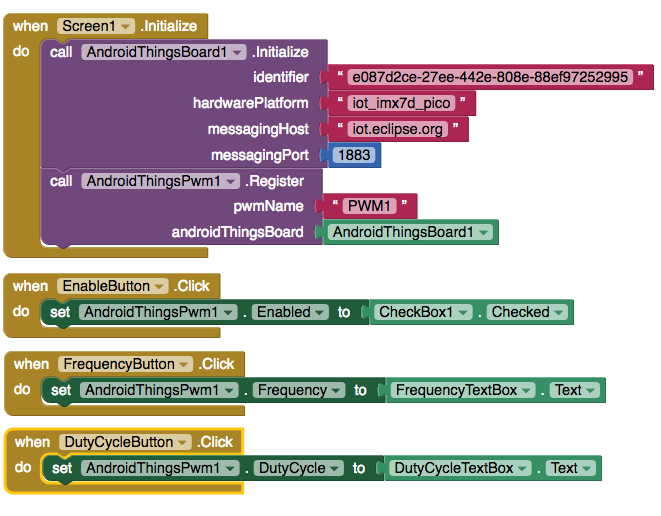 when Screen1 .Initialize
do call AndroidThingsBoard1 .Initialize
identifier " e087d2ce-27ee-442e-808e-88ef97252995 "
hardwarePlatform " iot_imx7d_pico "
messagingHost " iot.eclipse.org "
messagingPort 1883
call AndroidThingsPwm1 .Register
pwmName " PWM1 "
androidThingsBoard AndroidThingsBoard1
when EnableButton .Click
do set AndroidThingsPwm1 . Enabled to CheckBox1 . Checked
when FrequencyButton .Click
do set AndroidThingsPwm1 . Frequency to FrequencyTextBox . Text
when DutyCycleButton .Click
do set AndroidThingsPwm1 . DutyCycle to DutyCycleTextBox . Text